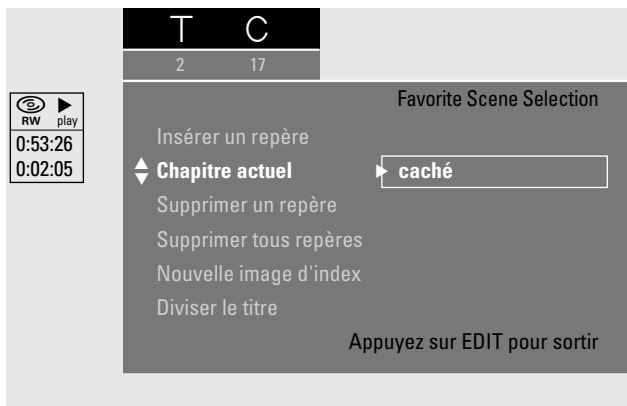 T C
2 17
RW play
0:53:26
0:02:05
Favorite Scene Selection
Insérer un repère
Chapitre actuel caché
Supprimer un repère
Supprimer tous repères
Nouvelle image d'index
Diviser le titre
Appuyez sur EDIT pour sortir